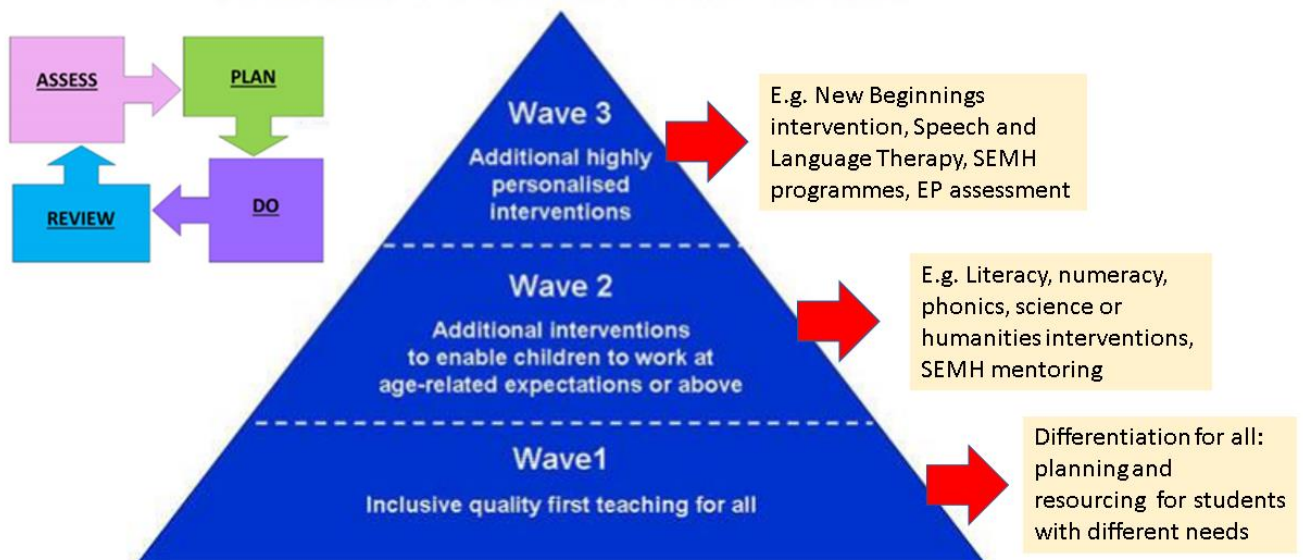 ASSESS
PLAN
REVIEW
DO
Wave 3
Additional highly
personalised
interventions
E.g. New Beginnings
intervention, Speech and
Language Therapy, SEMH
programmes, EP assessment
Wave 2
Additional interventions
to enable children to work at
age-related expectations or above
E.g. Literacy, numeracy,
phonics, science or
humanities interventions,
SEMH mentoring
Wave1
Inclusive quality first teaching for all
Differentiation for all:
planning and
resourcing for students
with different needs